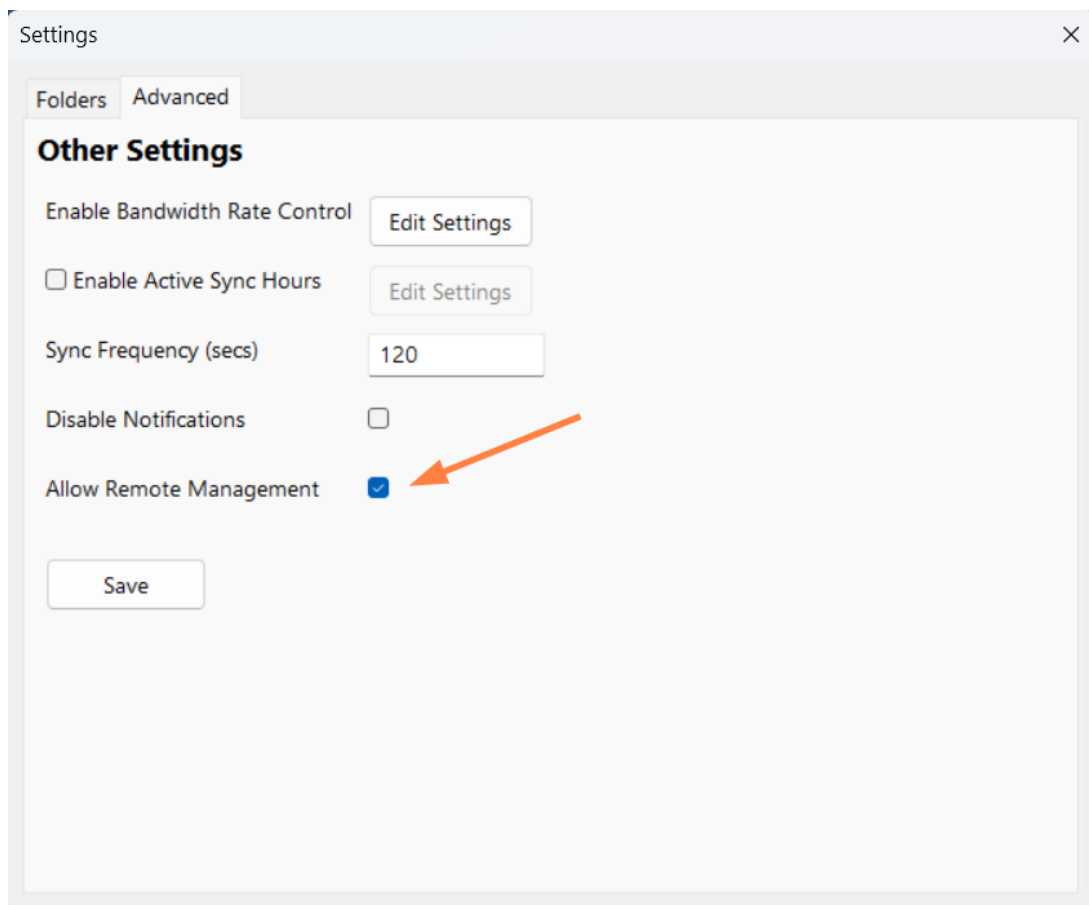 Settings
Folders Advanced
Other Settings
Enable Bandwidth Rate Control Edit Settings
Enable Active Sync Hours Edit Settings
Sync Frequency (secs) 120
Disable Notifications
Allow Remote Management
Save